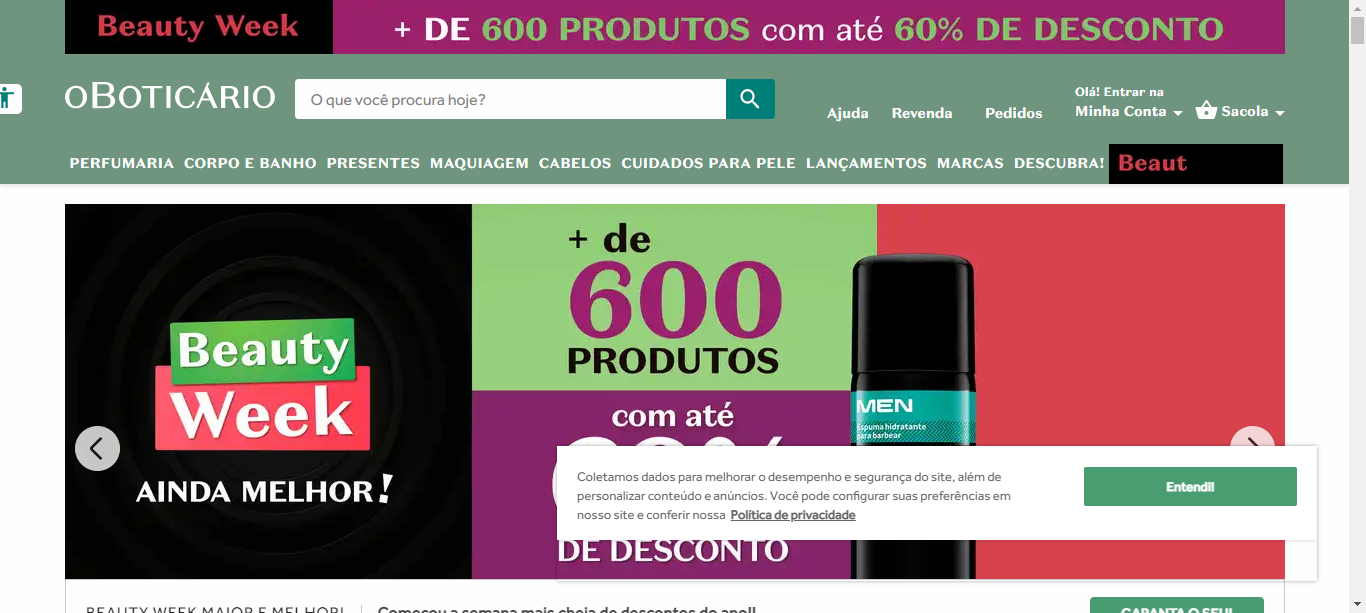 Beauty Week
+ DE 600 PRODUTOS com até 60% DE DESCONTO
oBOTICÁRIO
O que você procura hoje?
Ajuda
Revenda
Pedidos
Olá! Entrar na
Minha Conta
Sacola
PERFUMARIA CORPO E BANHO PRESENTES MAQUIAGEM CABELOS CUIDADOS PARA PELE LANÇAMENTOS MARCAS DESCUBRA!
Beaut
Beauty
Week
AINDA MELHOR!
+ de
600
PRODUTOS
com até
DE DESCONTO
MEN
Espuma hidratante
para barbear
Coletamos dados para melhorar o desempenho e segurança do site, além de
personalizar conteúdo e anúncios. Você pode configurar suas preferências em
nosso site e conferir nossa Política de privacidade
Entendi!
BEAUTY WEEK MAIOR E MELHOR!
Começou a semana mais cheia de descontos do ano!!
GARANTA O SEU!